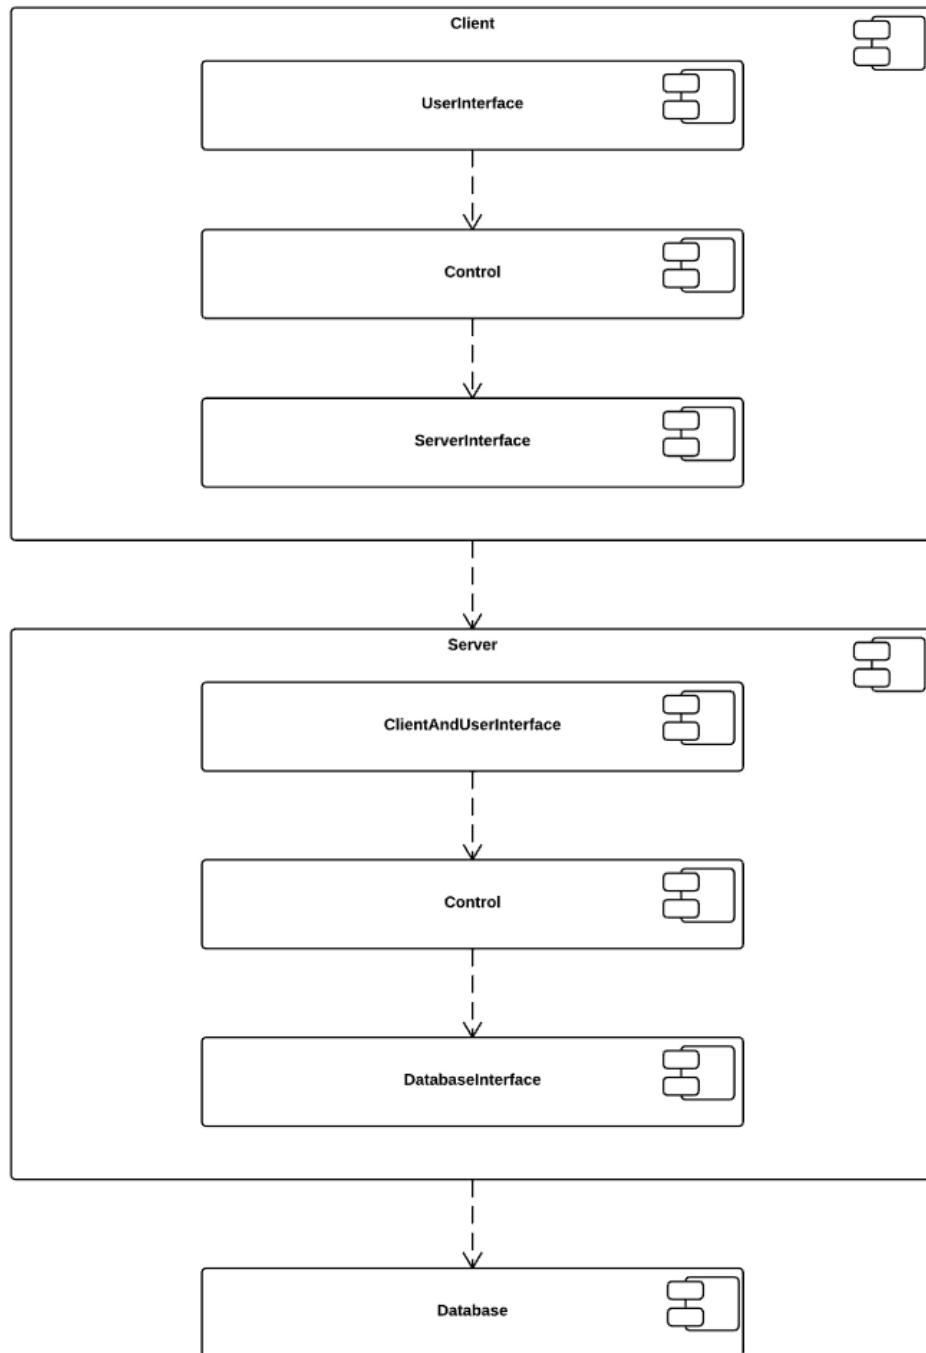 Client
UserInterface
Control
ServerInterface
Server
ClientAndUserInterface
Control
DatabaseInterface
Database